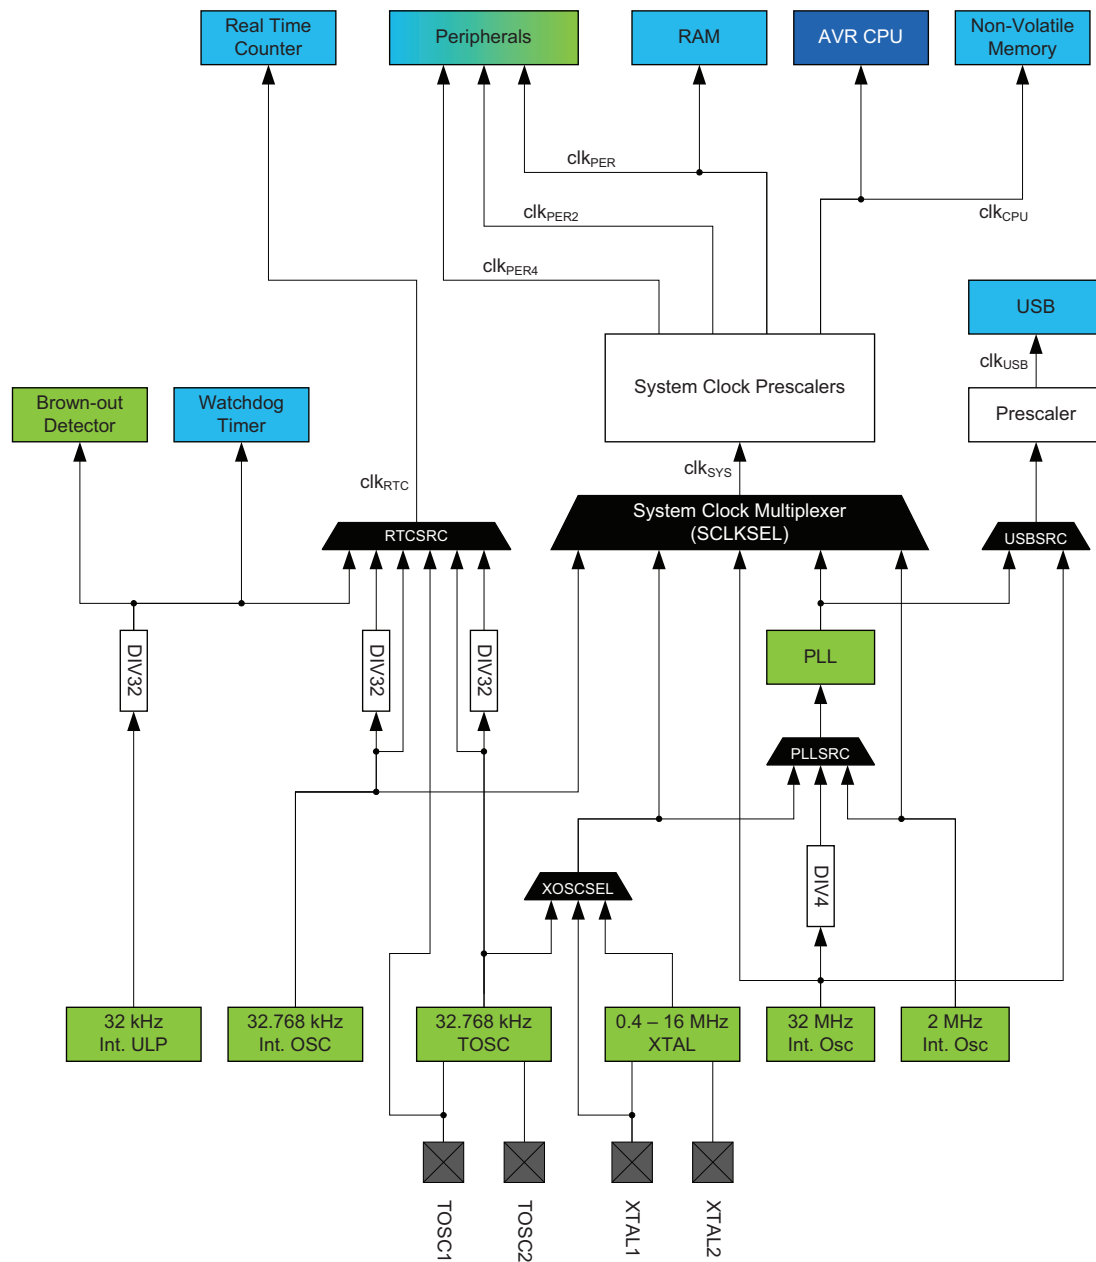 Real Time
Counter
Peripherals
RAM
AVR CPU
Non-Volatile
Memory
clkPER
clkPER2
clkCPU
clkPER4
USB
System Clock Prescalers
clkUSB
Brown-out
Detector
Watchdog
Timer
Prescaler
clkSYS
clkRTC
System Clock Multiplexer
(SCLKSEL)
RTCSRC
USBSRC
DIV32
DIV32
DIV32
PLL
PLLSRC
XOSCSEL
DIV4
32 kHz
Int. ULP
32.768 kHz
Int. OSC
32.768 kHz
TOSC
0.4 – 16 MHz
XTAL
32 MHz
Int. Osc
2 MHz
Int. Osc
TOSC1
TOSC2
XTAL1
XTAL2